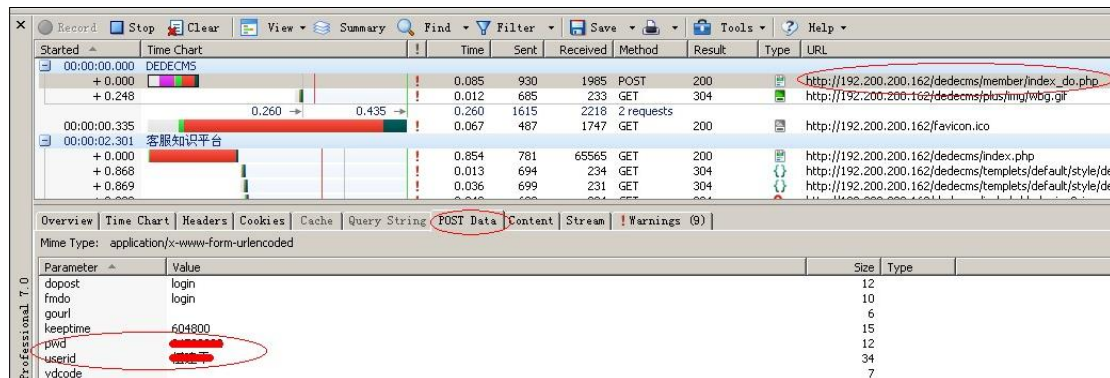 Record Stop Clear View Summary Find Filter Save Tools Help
Started Time Chart ! Time Sent Received Method Result Type URL
00:00:00.000 DEDECMS
+ 0.000 ! 0.085 930 1985 POST 200 http://192.200.200.162/dedecms/member/index_do.php
+ 0.248 ! 0.012 685 233 GET 304 http://192.200.200.162/dedecms/plus/img/wbg.gif
0.260 0.435 0.260 1615 2218 2 requests
00:00:00.335 ! 0.067 487 1747 GET 200 http://192.200.200.162/favicon.ico
00:00:02.301 客服知识平台
+ 0.000 ! 0.854 781 65565 GET 200 http://192.200.200.162/dedecms/index.php
+ 0.868 ! 0.013 694 234 GET 304 http://192.200.200.162/dedecms/templets/default/style/de
+ 0.869 ! 0.036 699 231 GET 304 http://192.200.200.162/dedecms/templets/default/style/de
Overview Time Chart Headers Cookies Cache Query String POST Data Content Stream ! Warnings (9)
Mime Type: application/x-www-form-urlencoded
Parameter Value Size Type
dopost login 12
fmdo login 10
gourl 6
keeptime 604800 15
pwd 12
userid 34
vdcode 7
Professional 7.0